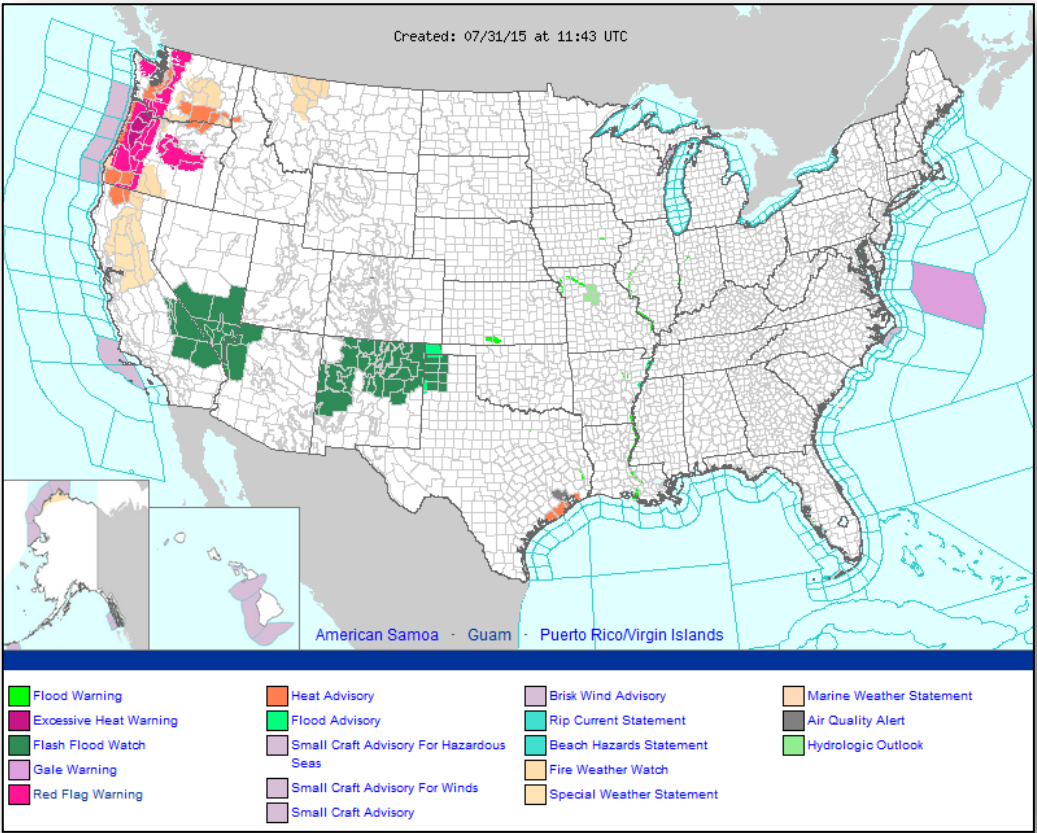 Created: 07/31/15 at 11:43 UTC
American Samoa · Guam · Puerto Rico/Virgin Islands
Flood Warning
Excessive Heat Warning
Flash Flood Watch
Gale Warning
Red Flag Warning
Heat Advisory
Flood Advisory
Small Craft Advisory For Hazardous
Seas
Small Craft Advisory For Winds
Small Craft Advisory
Brisk Wind Advisory
Rip Current Statement
Beach Hazards Statement
Fire Weather Watch
Special Weather Statement
Marine Weather Statement
Air Quality Alert
Hydrologic Outlook